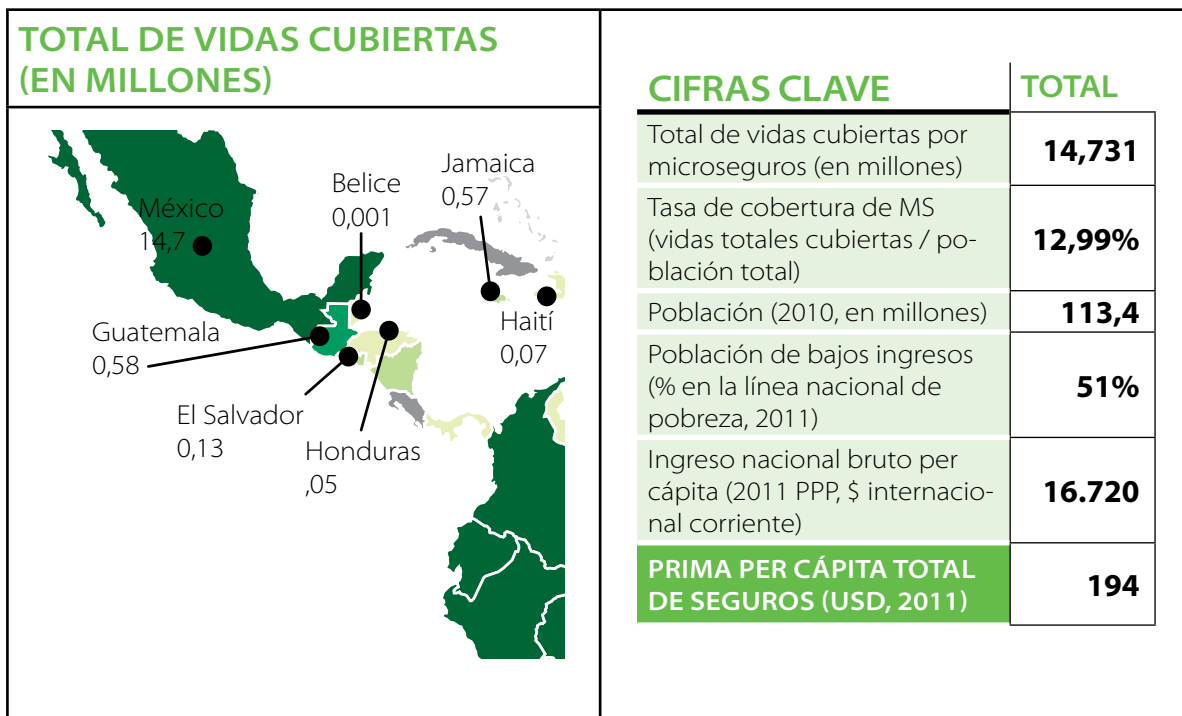 TOTAL DE VIDAS CUBIERTAS
(EN MILLONES)
México
14,7
Belice
0,001
Jamaica
0,57
Guatemala
0,58
Haití
0,07
El Salvador
0,13
Honduras
,05
CIFRAS CLAVE
TOTAL
Total de vidas cubiertas por
microseguros (en millones)
14,731
Tasa de cobertura de MS
(vidas totales cubiertas / po-
blación total)
12,99%
Población (2010, en millones)
113,4
Población de bajos ingresos
(% en la línea nacional de
pobreza, 2011)
51%
Ingreso nacional bruto per
cápita (2011 PPP, $ internacio-
nal corriente)
16.720
PRIMA PER CÁPITA TOTAL
DE SEGUROS (USD, 2011)
194